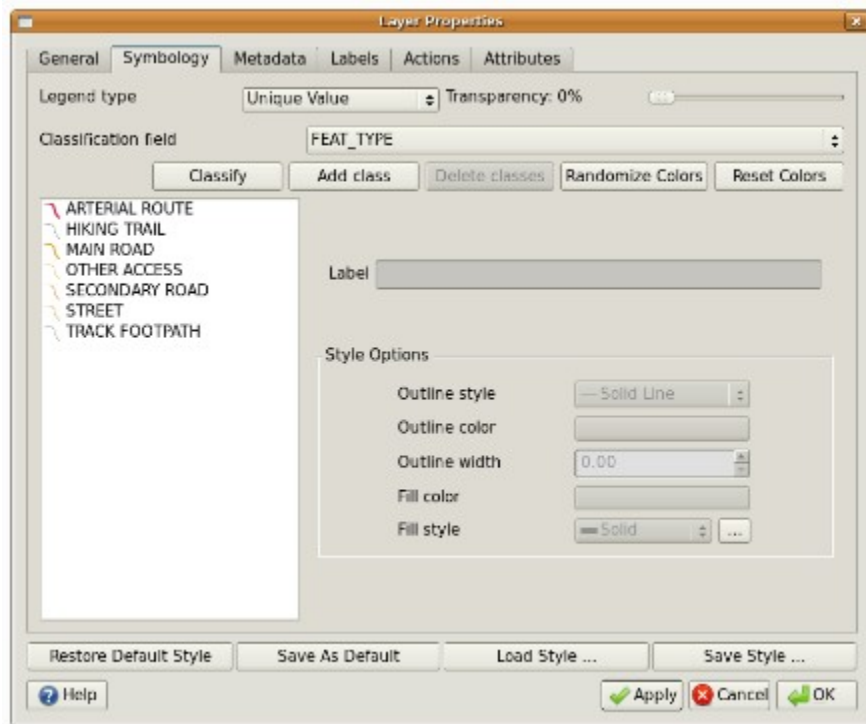 Layer Properties
General Symbology Metadata Labels Actions Attributes
Legend type Unique Value Transparency: 0%
Classification field FEAT_TYPE
Classify Add class Delete classes Randomize Colors Reset Colors
ARTERIAL ROUTE
HIKING TRAIL
MAIN ROAD
OTHER ACCESS
SECONDARY ROAD
STREET
TRACK FOOTPATH
Label
Style Options
Outline style Solid Line
Outline color
Outline width 0.00
Fill color
Fill style Solid ...
Restore Default Style Save As Default Load Style ... Save Style ...
Help Apply Cancel OK